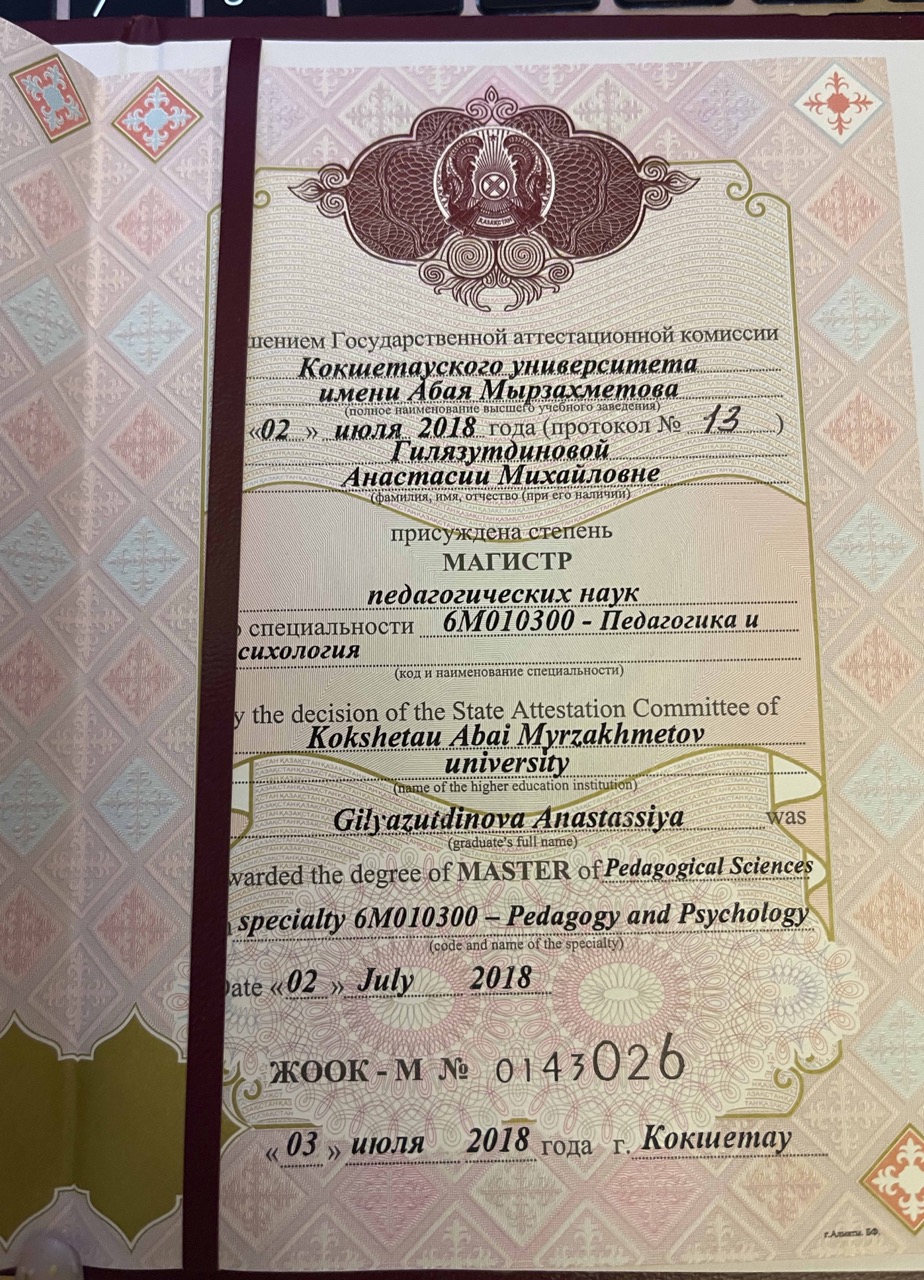 ҚАЗАҚСТАН
шением Государственной аттестационной комиссии
Кокшетауского университета
имени Абая Мырзахметова
(полное наименование высшего учебного заведения)
«02» июля 2018 года (протокол № 13)
Гилязутдиновой
Анастасии Михайловне
(фамилия, имя, отчество (при его наличии)
присуждена степень
МАГИСТР
педагогических наук
о специальности 6М010300 - Педагогика и
сихология
(код и наименование специальности)
y the decision of the State Attestation Committee of
Kokshetau Abai Myrzakhmetov
university
(name of the higher education institution)
Gilyazutdinova Anastassiya was
(graduate's full name)
warded the degree of MASTER of Pedagogical Sciences
specialty 6M010300 – Pedagogy and Psychology
(code and name of the specialty)
Date «02» July 2018
ЖООК - М № 0143026
«03» июля 2018 года г. Кокшетау
г.Алматы. БФ.